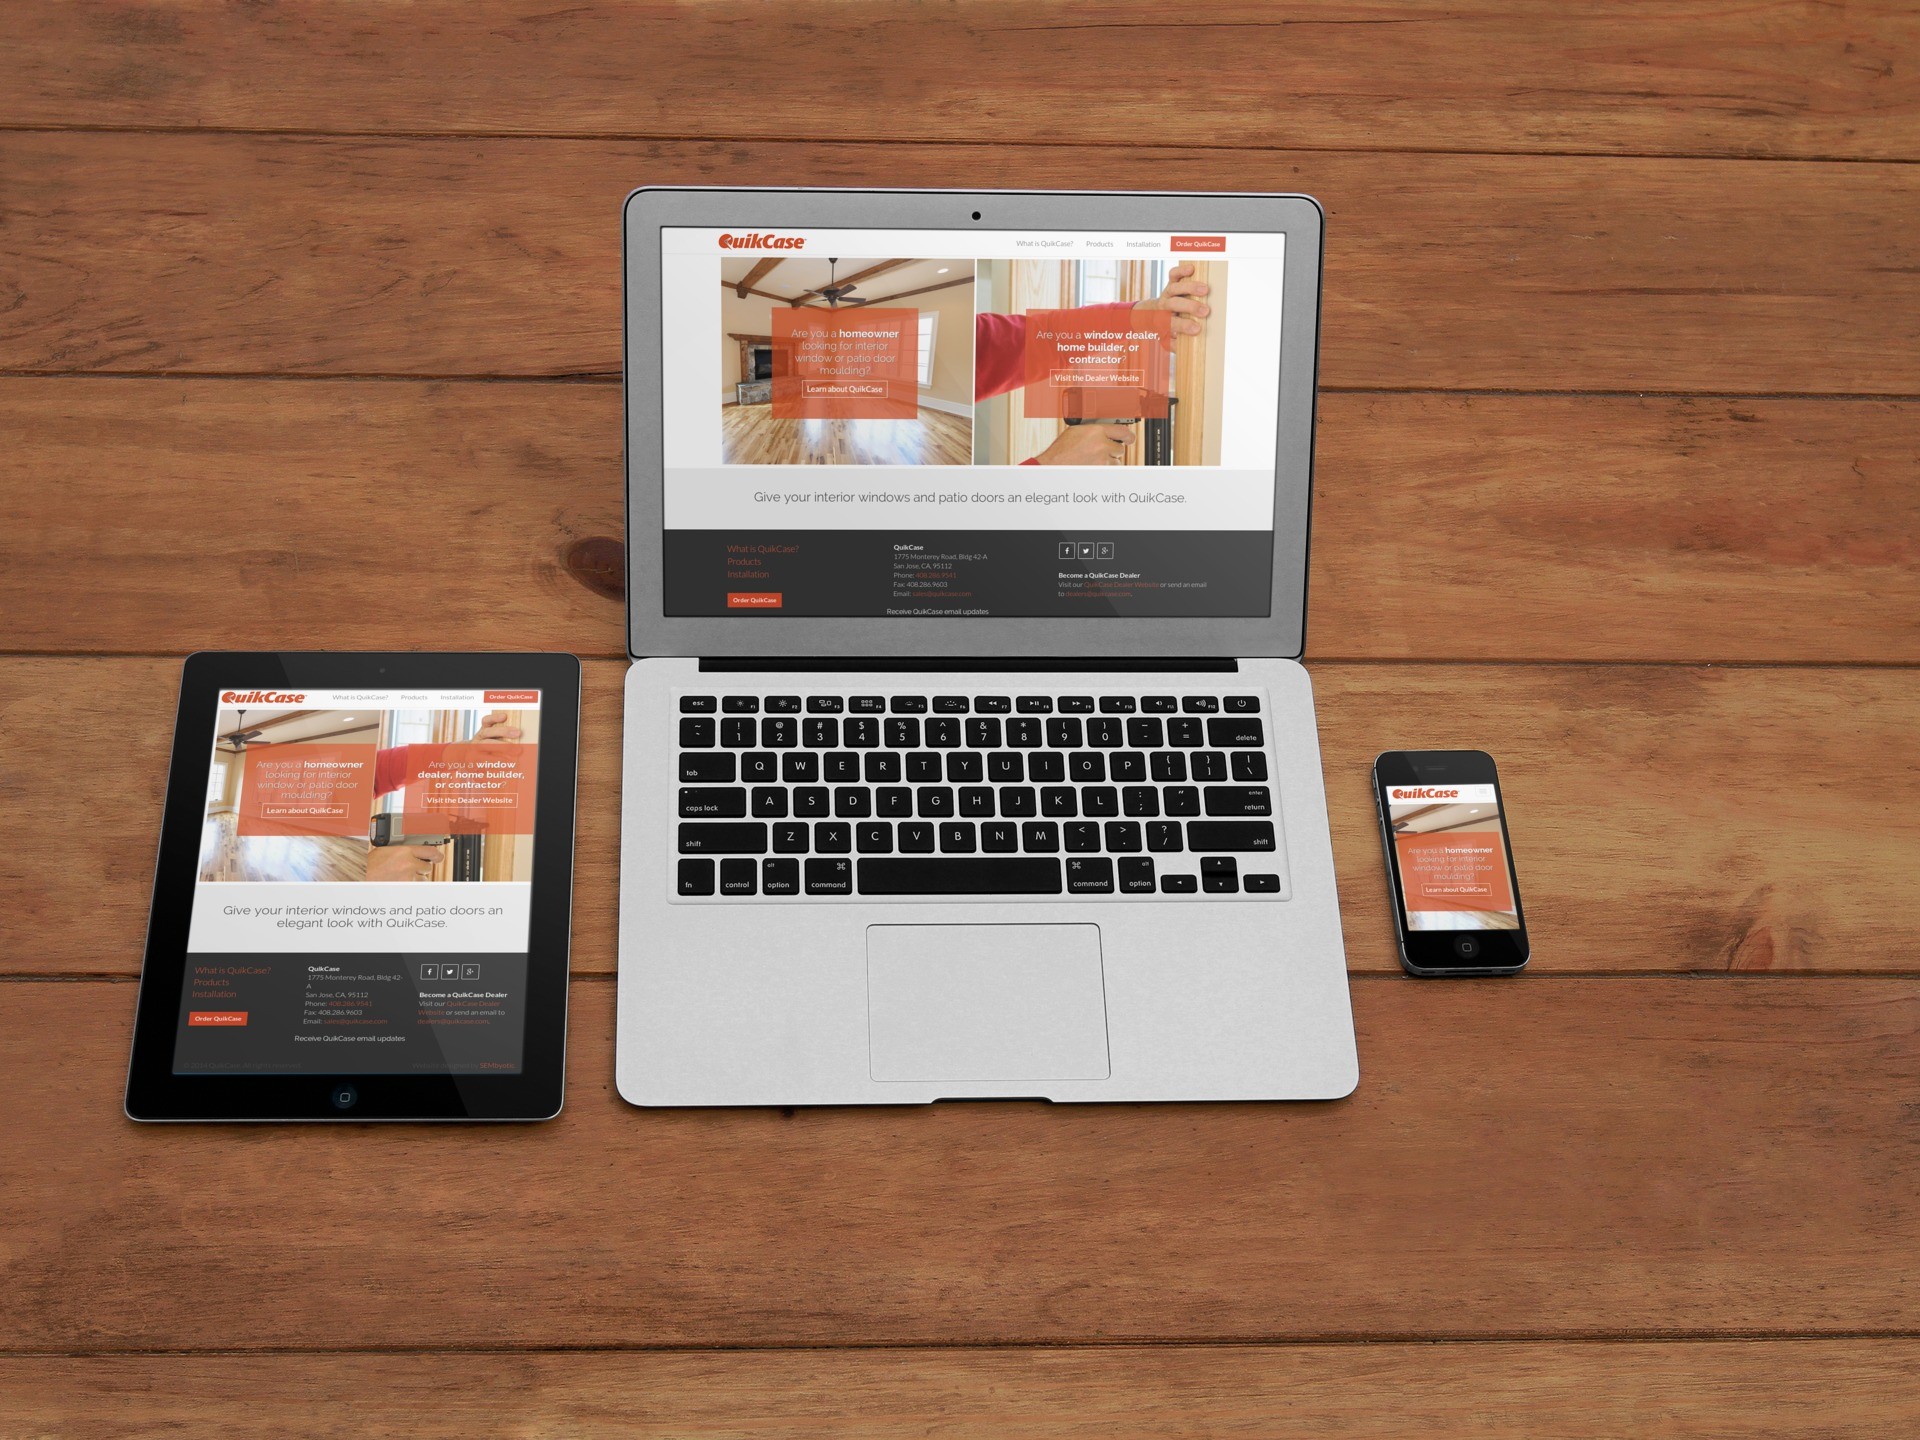 QuikCase
What is QuikCase? Products Installation Order QuikCase
Are you a homeowner
looking for interior
window or patio door
moulding?
Learn about QuikCase
Are you a window dealer,
home builder, or
contractor?
Visit the Dealer Website
Give your interior windows and patio doors an elegant look with QuikCase.
What is QuikCase?
Products
Installation
Order QuikCase
QuikCase
1775 Monterey Road, Bldg 42-A
San Jose, CA, 95112
Phone: 408.286.9541
Fax: 408.286.9603
Email: sales@quikcase.com
Receive QuikCase email updates
Become a QuikCase Dealer
Visit our QuikCase Dealer Website or send an email
to dealers@quikcase.com.
QuikCase
What is QuikCase? Products Installation Order QuikCase
Are you a homeowner
looking for interior
window or patio door
moulding?
Learn about QuikCase
Are you a window
dealer, home builder,
or contractor?
Visit the Dealer Website
Give your interior windows and patio doors an
elegant look with QuikCase.
What is QuikCase?
Products
Installation
Order QuikCase
QuikCase
1775 Monterey Road, Bldg 42-
A
San Jose, CA, 95112
Phone: 408.286.9541
Fax: 408.286.9603
Email: sales@quikcase.com
Receive QuikCase email updates
Become a QuikCase Dealer
Visit our QuikCase Dealer
Website or send an email to
dealers@quikcase.com.
esc F1 F2 F3 F4 F5 F6 F7 F8 F9 F10 F11 F12
~ ! @ # $ % ^ & * ( ) – +
1 2 3 4 5 6 7 8 9 0 - = delete
tab Q W E R T Y U I O P { [ } ] | \
caps lock A S D F G H J K L : ; " ' enter return
shift Z X C V B N M < , > . ? / shift
fn control alt option ⌘ command ⌘ command alt option
QuikCase
Are you a homeowner
looking for interior
window or patio door
moulding?
Learn about QuikCase